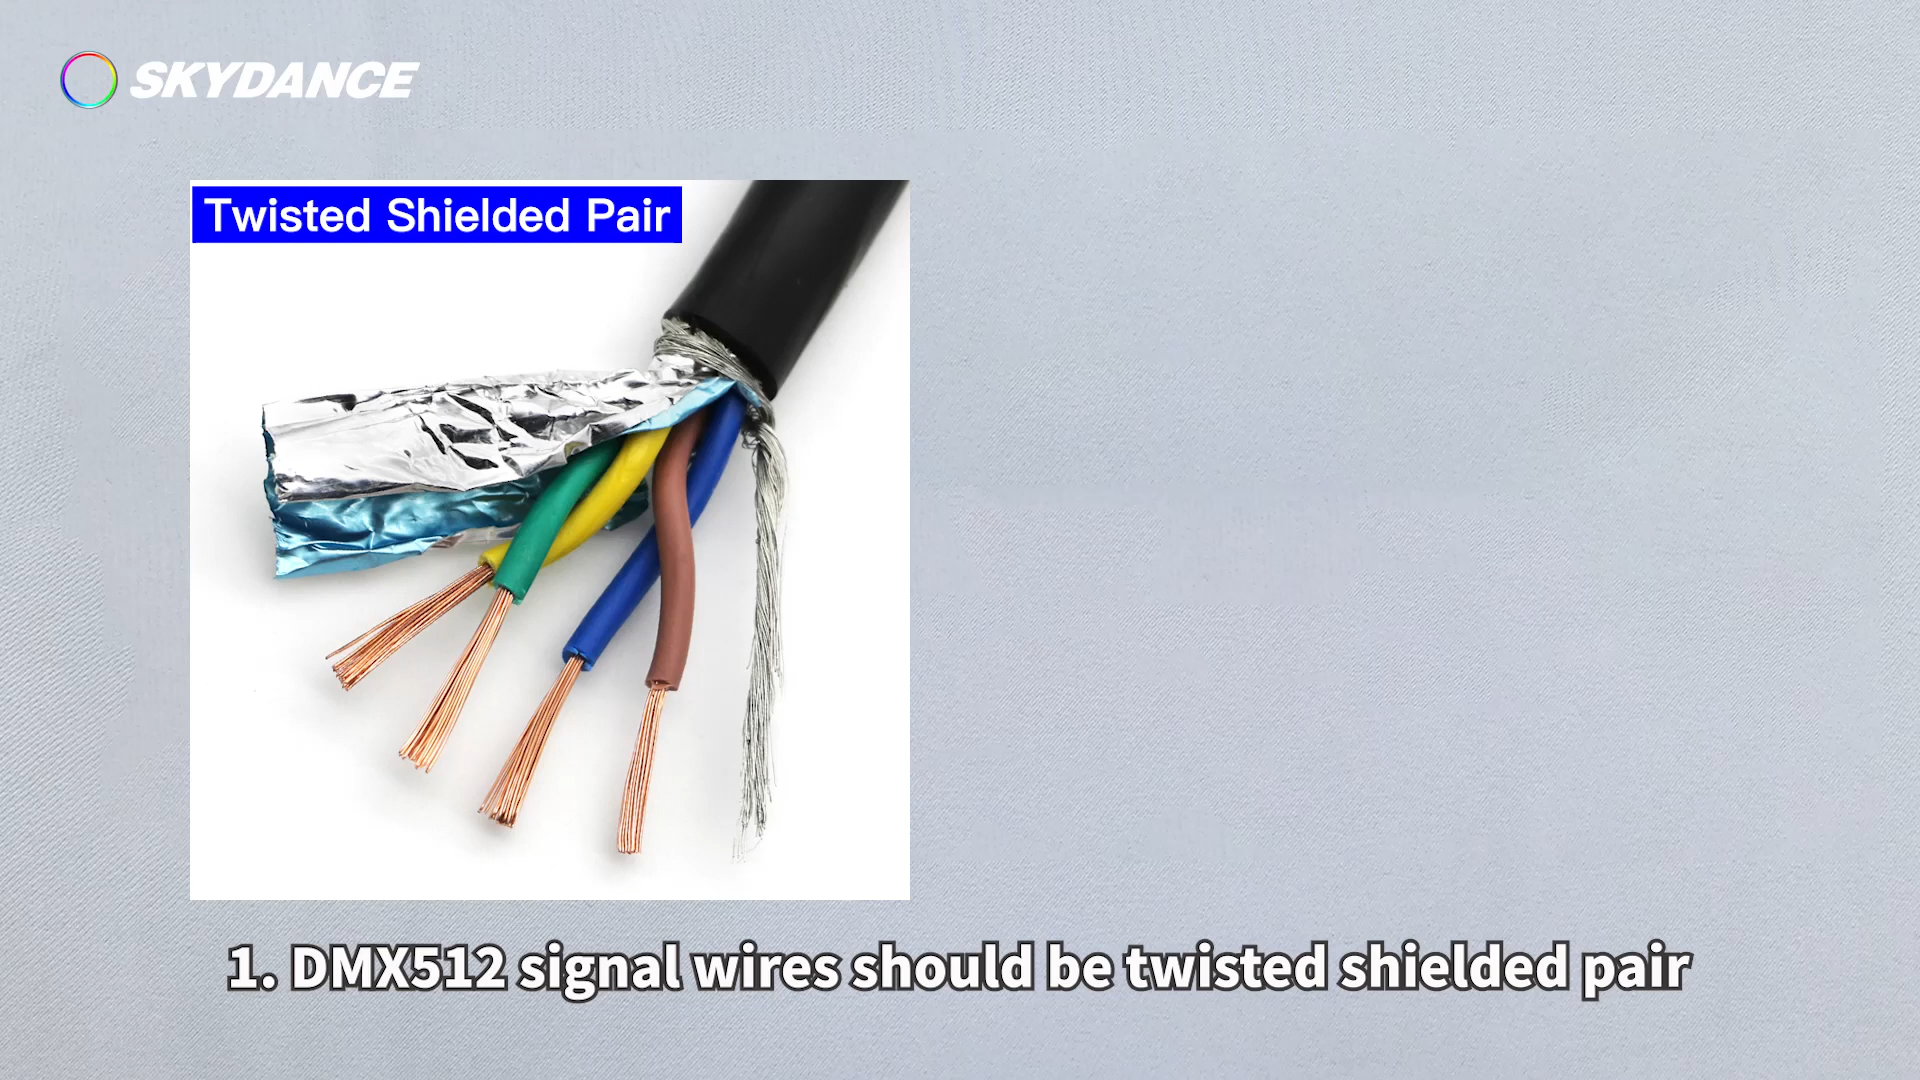 SKYDANCE
Twisted Shielded Pair
1. DMX512 signal wires should be twisted shielded pair